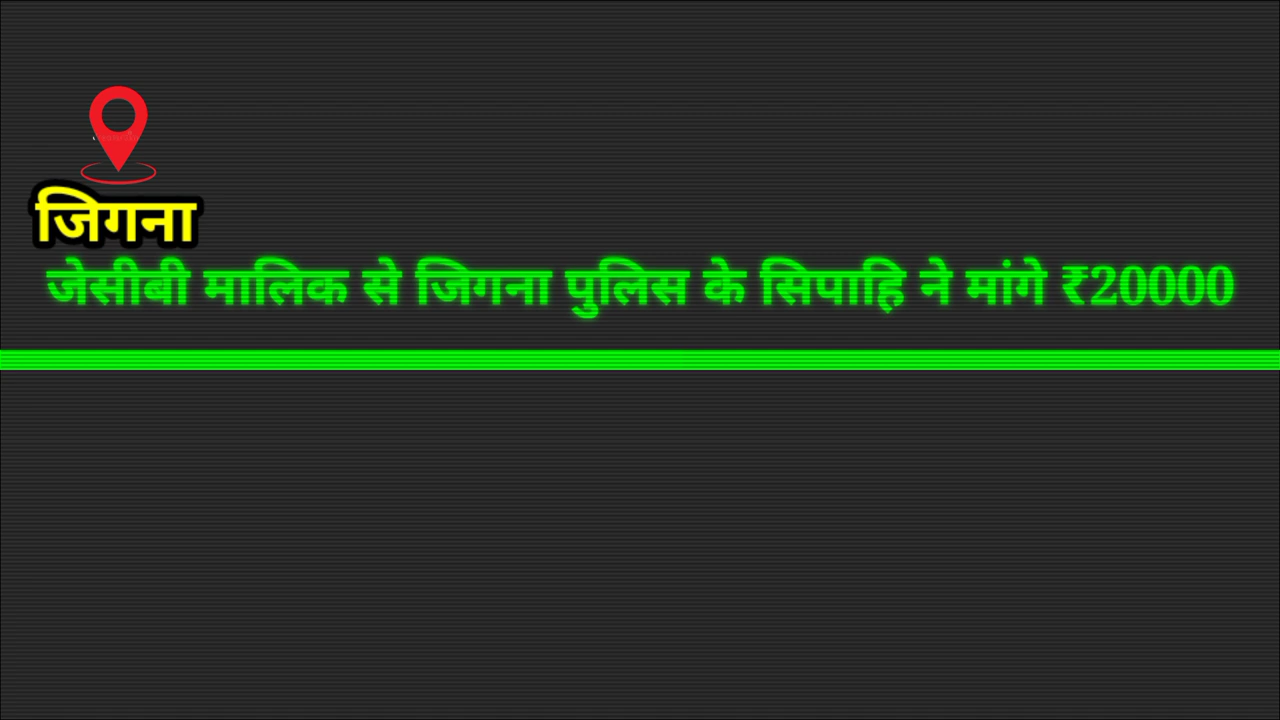 जिगना
जेसीबी मालिक से जिगना पुलिस के सिपाहि ने मांगे ₹20000